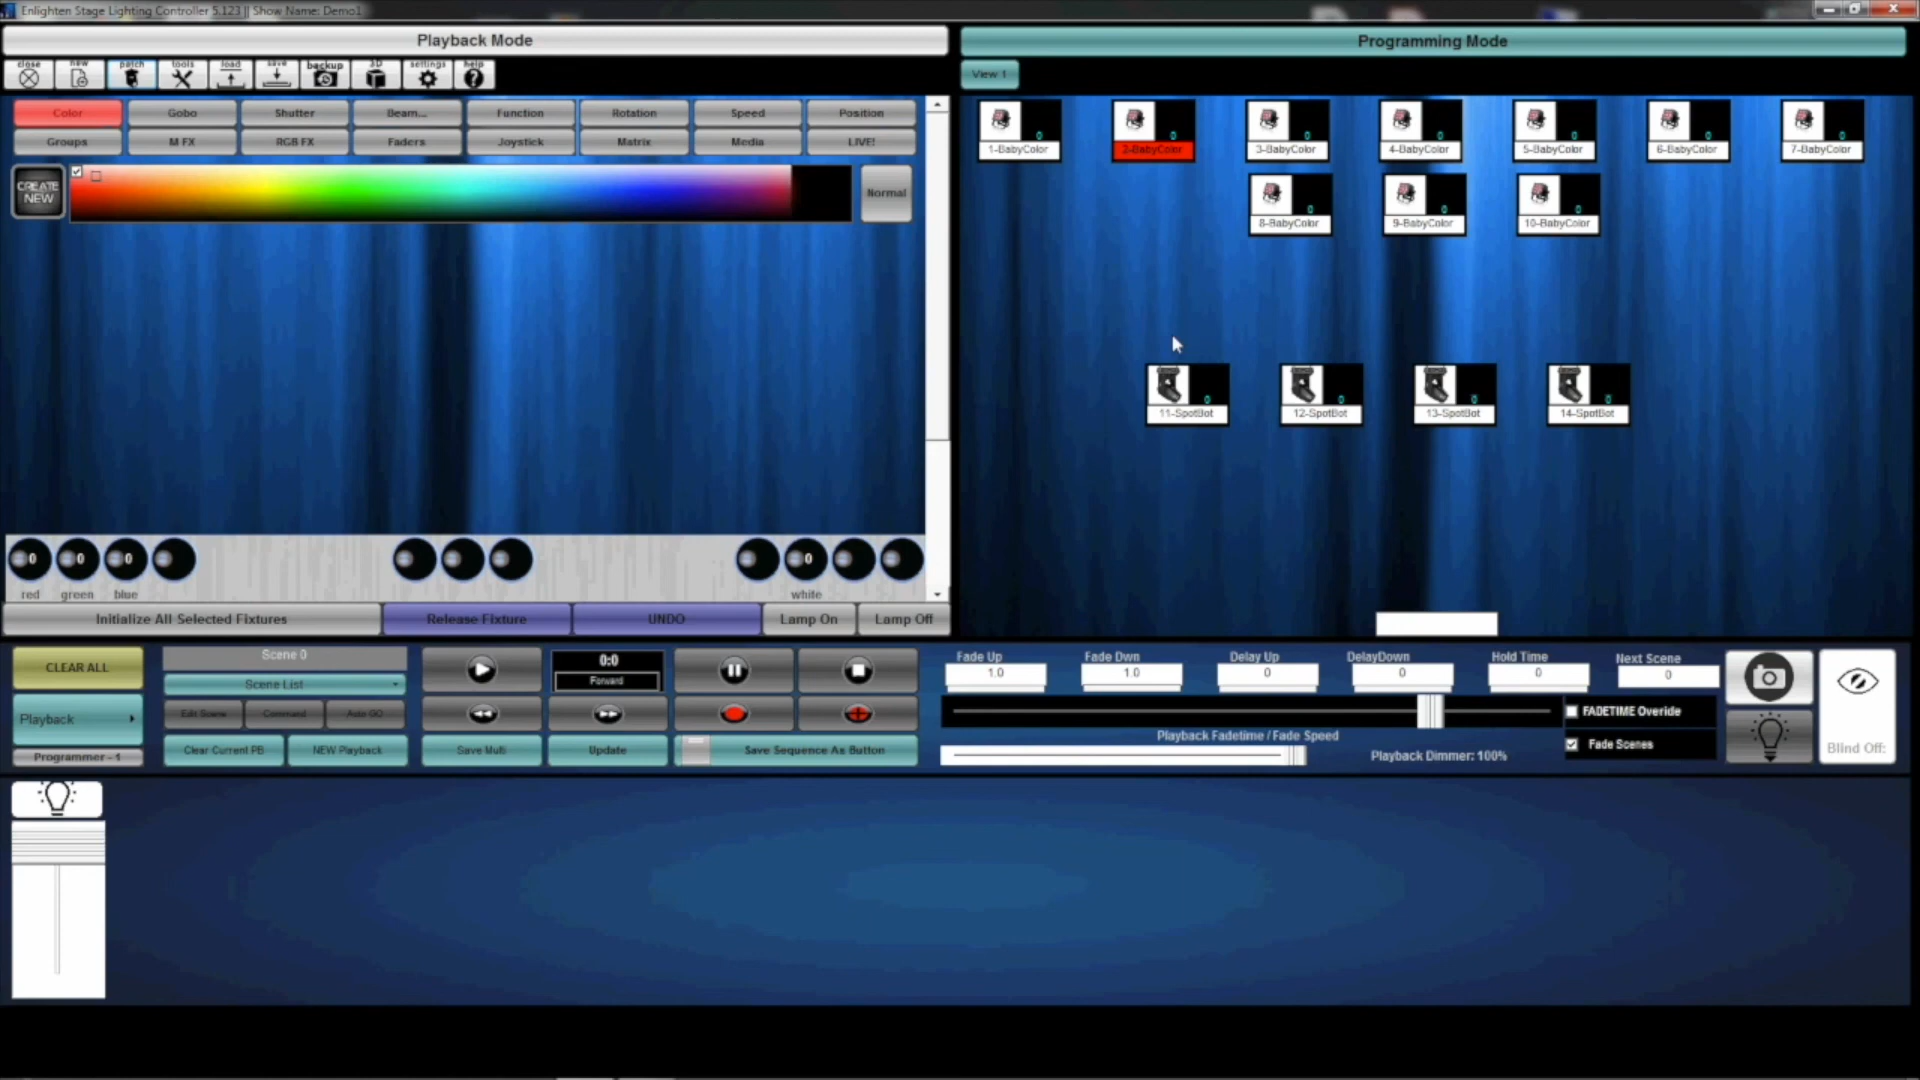 Enlighten Stage Lighting Controller 5.123 || Show Name: Demo1
Playback Mode
Programming Mode
close new patch tools load save backup 3D settings help
View 1
Color Gobo Shutter Beam... Function Rotation Speed Position
Groups M FX RGB FX Faders Joystick Matrix Media LIVE!
CREATE NEW
Normal
1-BabyColor 2-BabyColor 3-BabyColor 4-BabyColor 5-BabyColor 6-BabyColor 7-BabyColor
8-BabyColor 9-BabyColor 10-BabyColor
11-SpotBot 12-SpotBot 13-SpotBot 14-SpotBot
0 0 0 0
red green blue white
Initialize All Selected Fixtures Release Fixture UNDO Lamp On Lamp Off
CLEAR ALL
Playback
Programmer - 1
Scene 0
Scene List
Edit Scene Command Auto GO
Clear Current PB NEW Playback
0:0
Forward
Save Multi Update Save Sequence As Button
Fade Up Fade Dwn Delay Up DelayDown Hold Time Next Scene
1.0 1.0 0 0 0 0
FADETIME Override
Playback Fadetime / Fade Speed
Fade Scenes
Playback Dimmer: 100%
Blind Off: